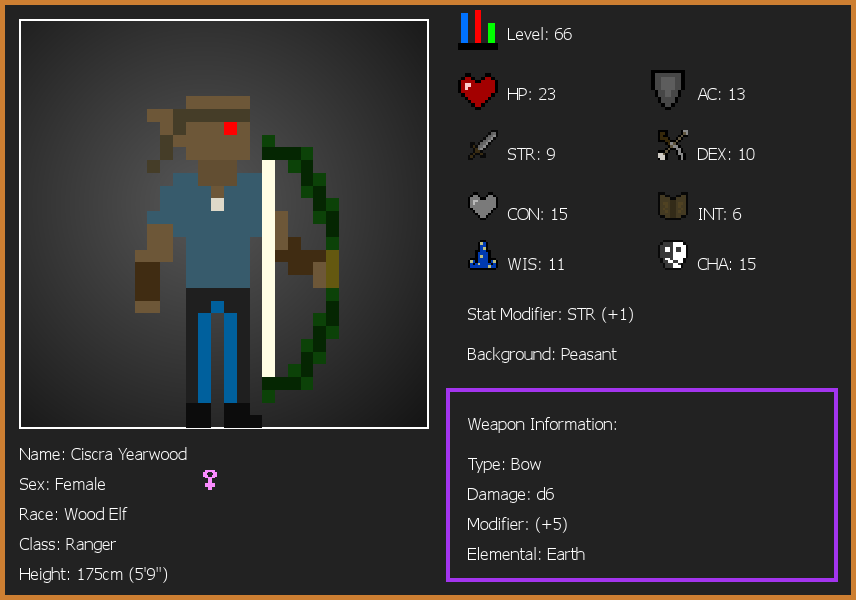 Level: 66
HP: 23
AC: 13
STR: 9
DEX: 10
CON: 15
INT: 6
WIS: 11
CHA: 15
Stat Modifier: STR (+1)
Background: Peasant
Weapon Information:
Type: Bow
Damage: d6
Modifier: (+5)
Elemental: Earth
Name: Ciscra Yearwood
Sex: Female
Race: Wood Elf
Class: Ranger
Height: 175cm (5'9")